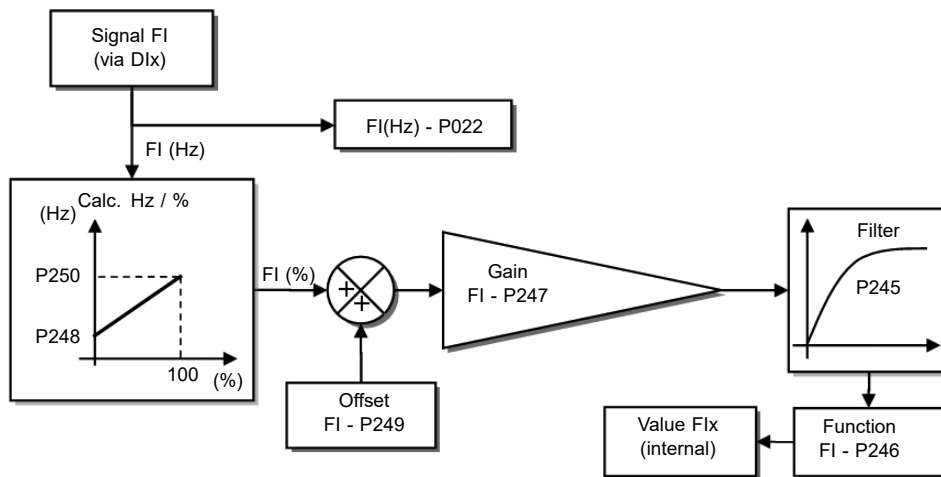 Signal FI
(via DIx)
FI(Hz) - P022
FI (Hz)
Calc. Hz / %
(Hz)
P250
P248
100
(%)
FI (%)
+
+
Offset
FI - P249
Gain
FI - P247
Filter
P245
Function
FI - P246
Value FIx
(internal)